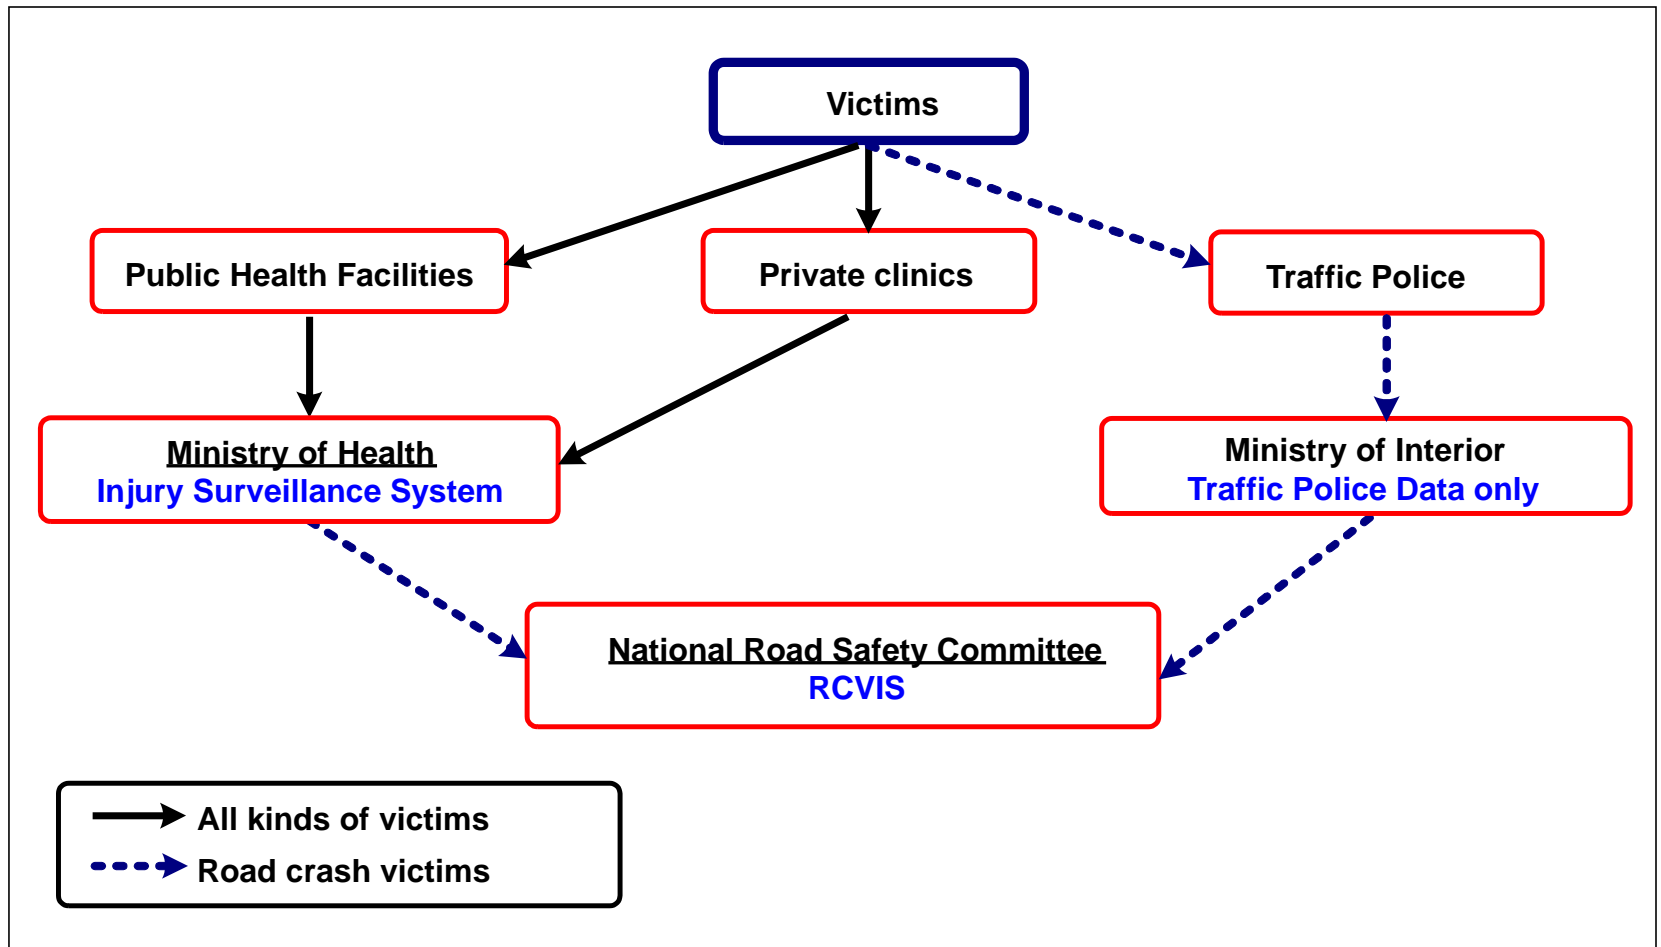 Victims
Public Health Facilities
Private clinics
Traffic Police
Ministry of Health
Injury Surveillance System
Ministry of Interior
Traffic Police Data only
National Road Safety Committee
RCVIS
All kinds of victims
Road crash victims